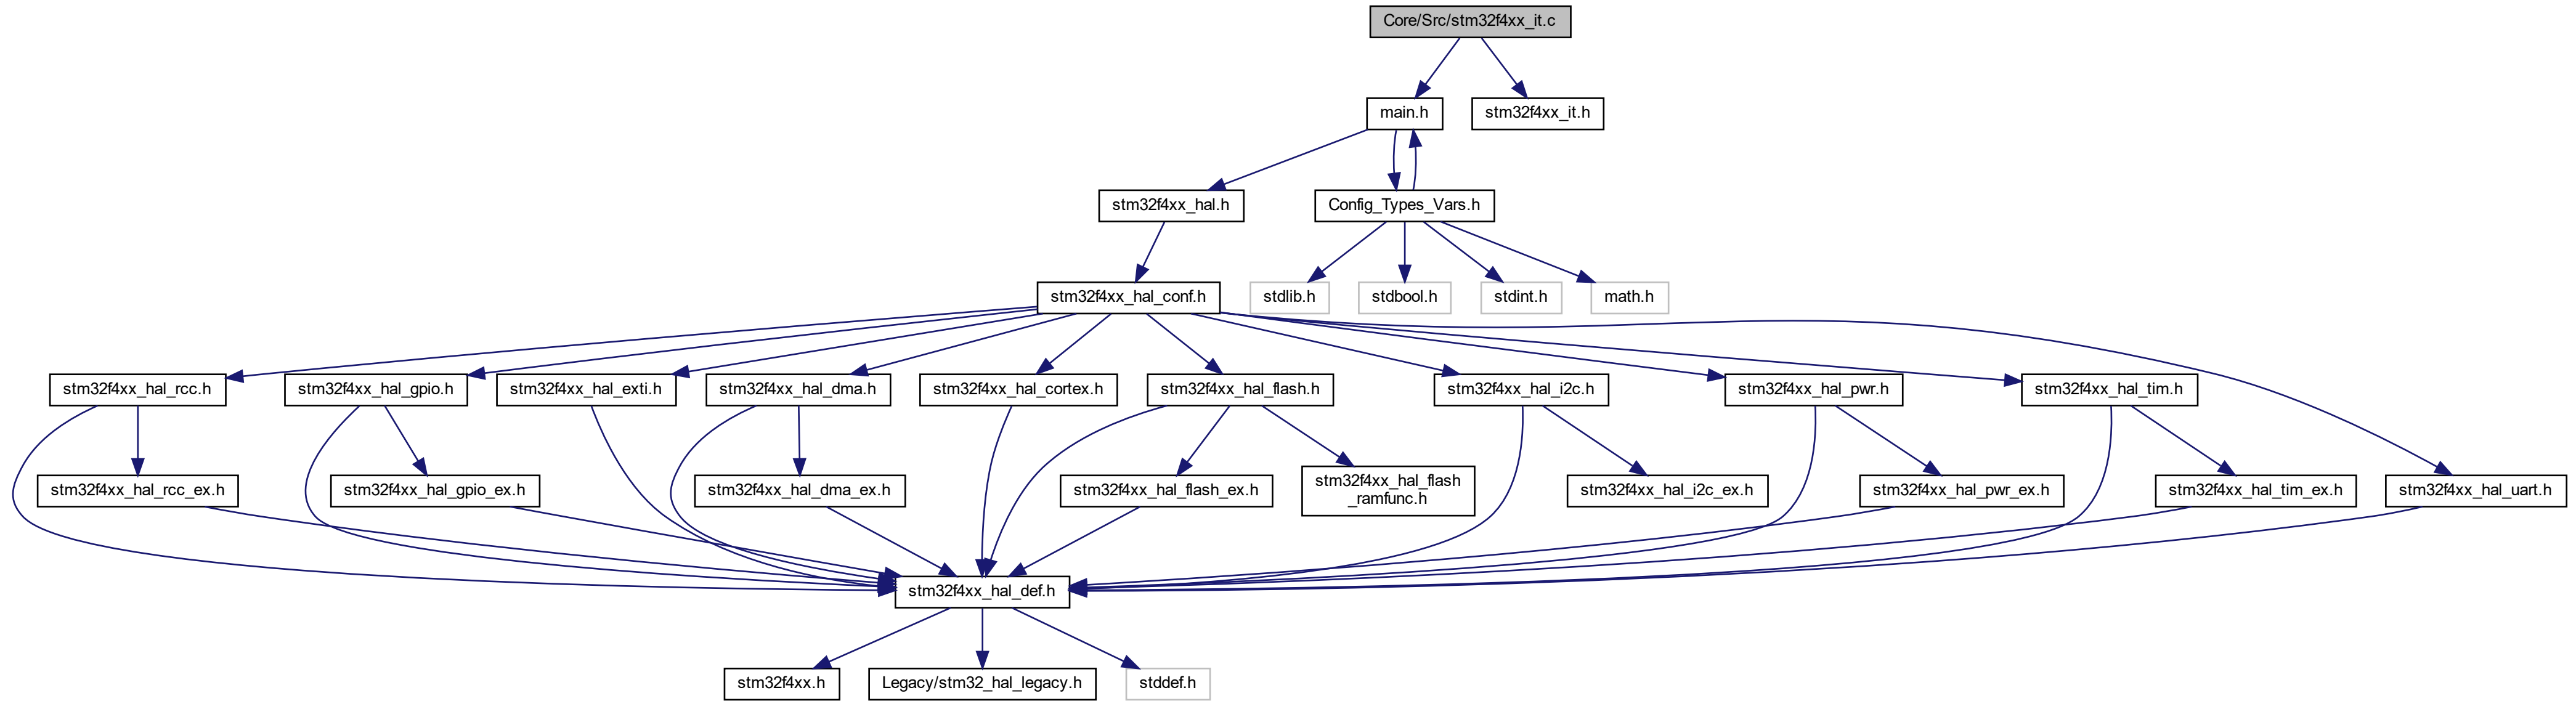 Core/Src/stm32f4xx_it.c
main.h
stm32f4xx_it.h
stm32f4xx_hal.h
Config_Types_Vars.h
stm32f4xx_hal_conf.h
stdlib.h
stdbool.h
stdint.h
math.h
stm32f4xx_hal_rcc.h
stm32f4xx_hal_gpio.h
stm32f4xx_hal_exti.h
stm32f4xx_hal_dma.h
stm32f4xx_hal_cortex.h
stm32f4xx_hal_flash.h
stm32f4xx_hal_i2c.h
stm32f4xx_hal_pwr.h
stm32f4xx_hal_tim.h
stm32f4xx_hal_rcc_ex.h
stm32f4xx_hal_gpio_ex.h
stm32f4xx_hal_dma_ex.h
stm32f4xx_hal_flash_ex.h
stm32f4xx_hal_flash
_ramfunc.h
stm32f4xx_hal_i2c_ex.h
stm32f4xx_hal_pwr_ex.h
stm32f4xx_hal_tim_ex.h
stm32f4xx_hal_uart.h
stm32f4xx_hal_def.h
stm32f4xx.h
Legacy/stm32_hal_legacy.h
stddef.h